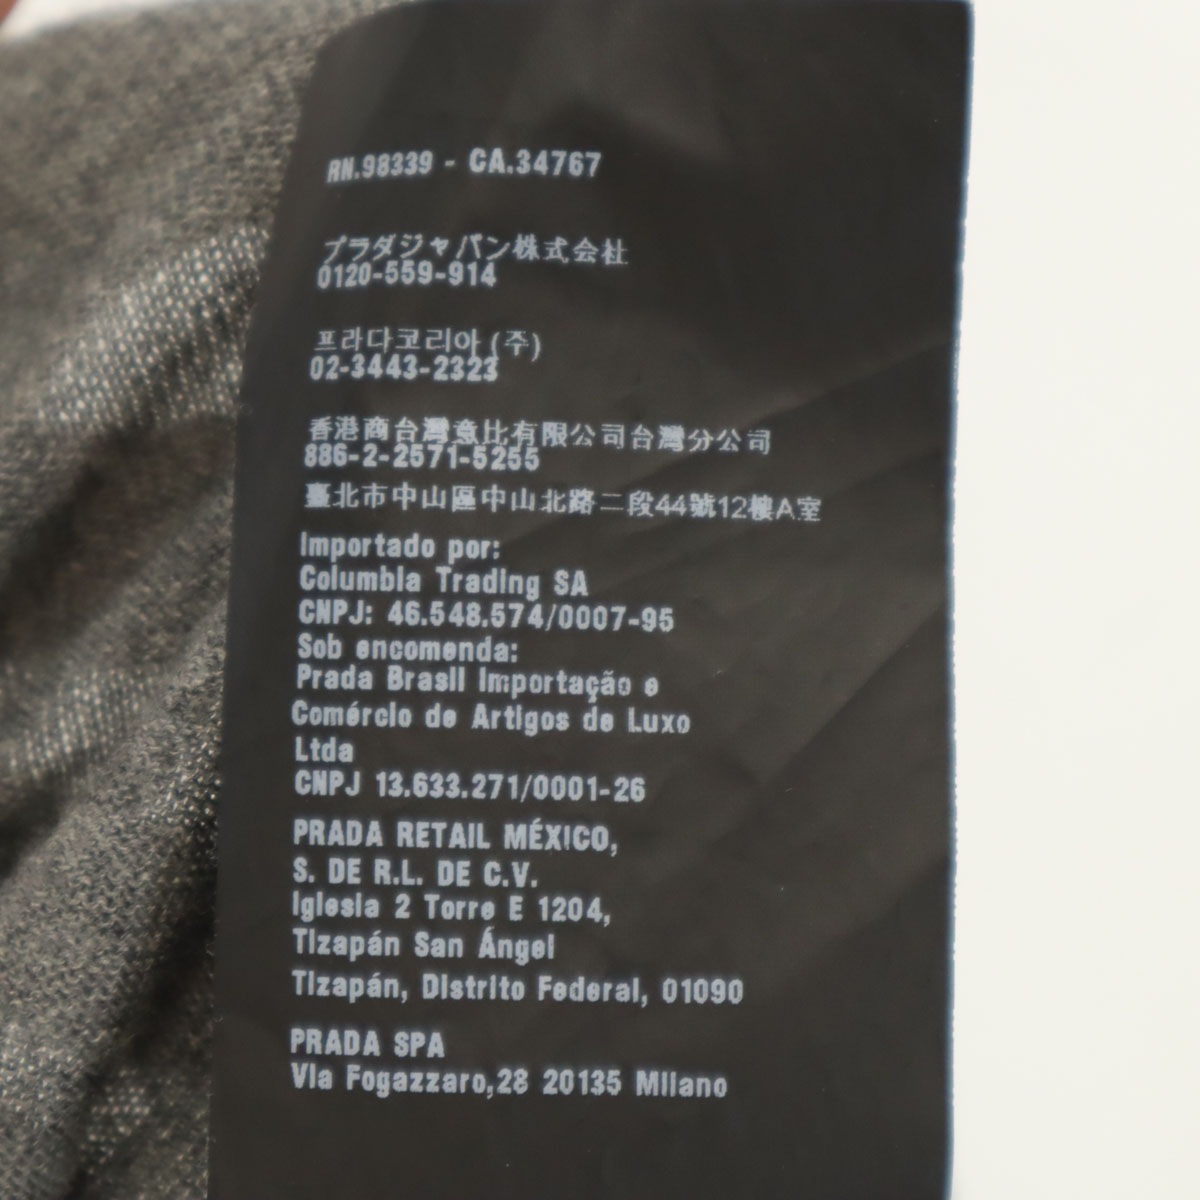 RN.98339 - CA.34767
プラダジャパン株式会社
0120-559-914
프라다코리아 (주)
02-3443-2323
香港商台灣意比有限公司台灣分公司
886-2-2571-5255
臺北市中山區中山北路二段44號12樓A室
Importado por:
Columbia Trading SA
CNPJ: 46.548.574/0007-95
Sob encomenda:
Prada Brasil Importação e
Comércio de Artigos de Luxo
Ltda
CNPJ 13.633.271/0001-26
PRADA RETAIL MÉXICO,
S. DE R.L. DE C.V.
Iglesia 2 Torre E 1204,
Tizapán San Ángel
Tizapán, Distrito Federal, 01090
PRADA SPA
Via Fogazzaro,28 20135 Milano